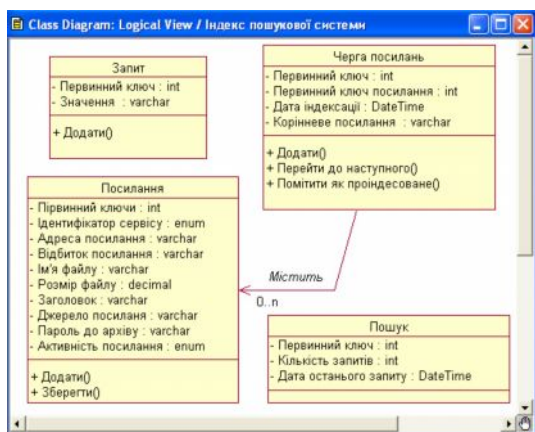 Class Diagram: Logical View / Індекс пошукової системи
Запит
- Первинний ключ : int
- Значення : varchar
+ Додати()
Черга посилань
- Первинний ключ : int
- Первинний ключ посилання : int
- Дата індексації : DateTime
- Корінневе посилання : varchar
+ Додати()
+ Перейти до наступного()
+ Помітити як проіндесоване()
Посилання
- Пірвинний ключи : int
- Ідентифікатор сервісу : enum
- Адреса посилання : varchar
- Відбиток посилання : varchar
- Ім'я файлу : varchar
- Розмір файлу : decimal
- Заголовок : varchar
- Джерело посиланя : varchar
- Пароль до архіву : varchar
- Активність посилання : enum
+ Додати()
+ Зберегти()
Містить
0..n
Пошук
- Первинний ключ : int
- Кількість запитів : int
- Дата останього запиту : DateTime